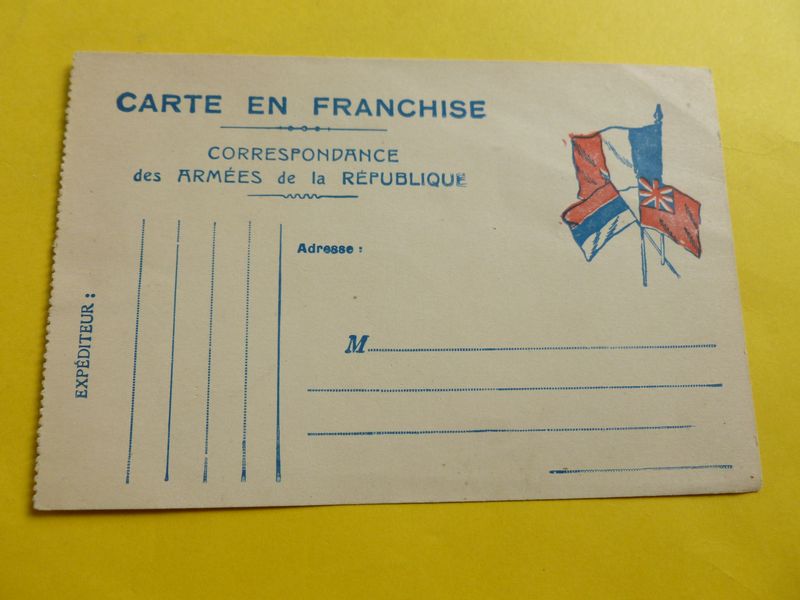 CARTE EN FRANCHISE
CORRESPONDANCE
des ARMÉES de la RÉPUBLIQUE
EXPÉDITEUR :
Adresse :
M